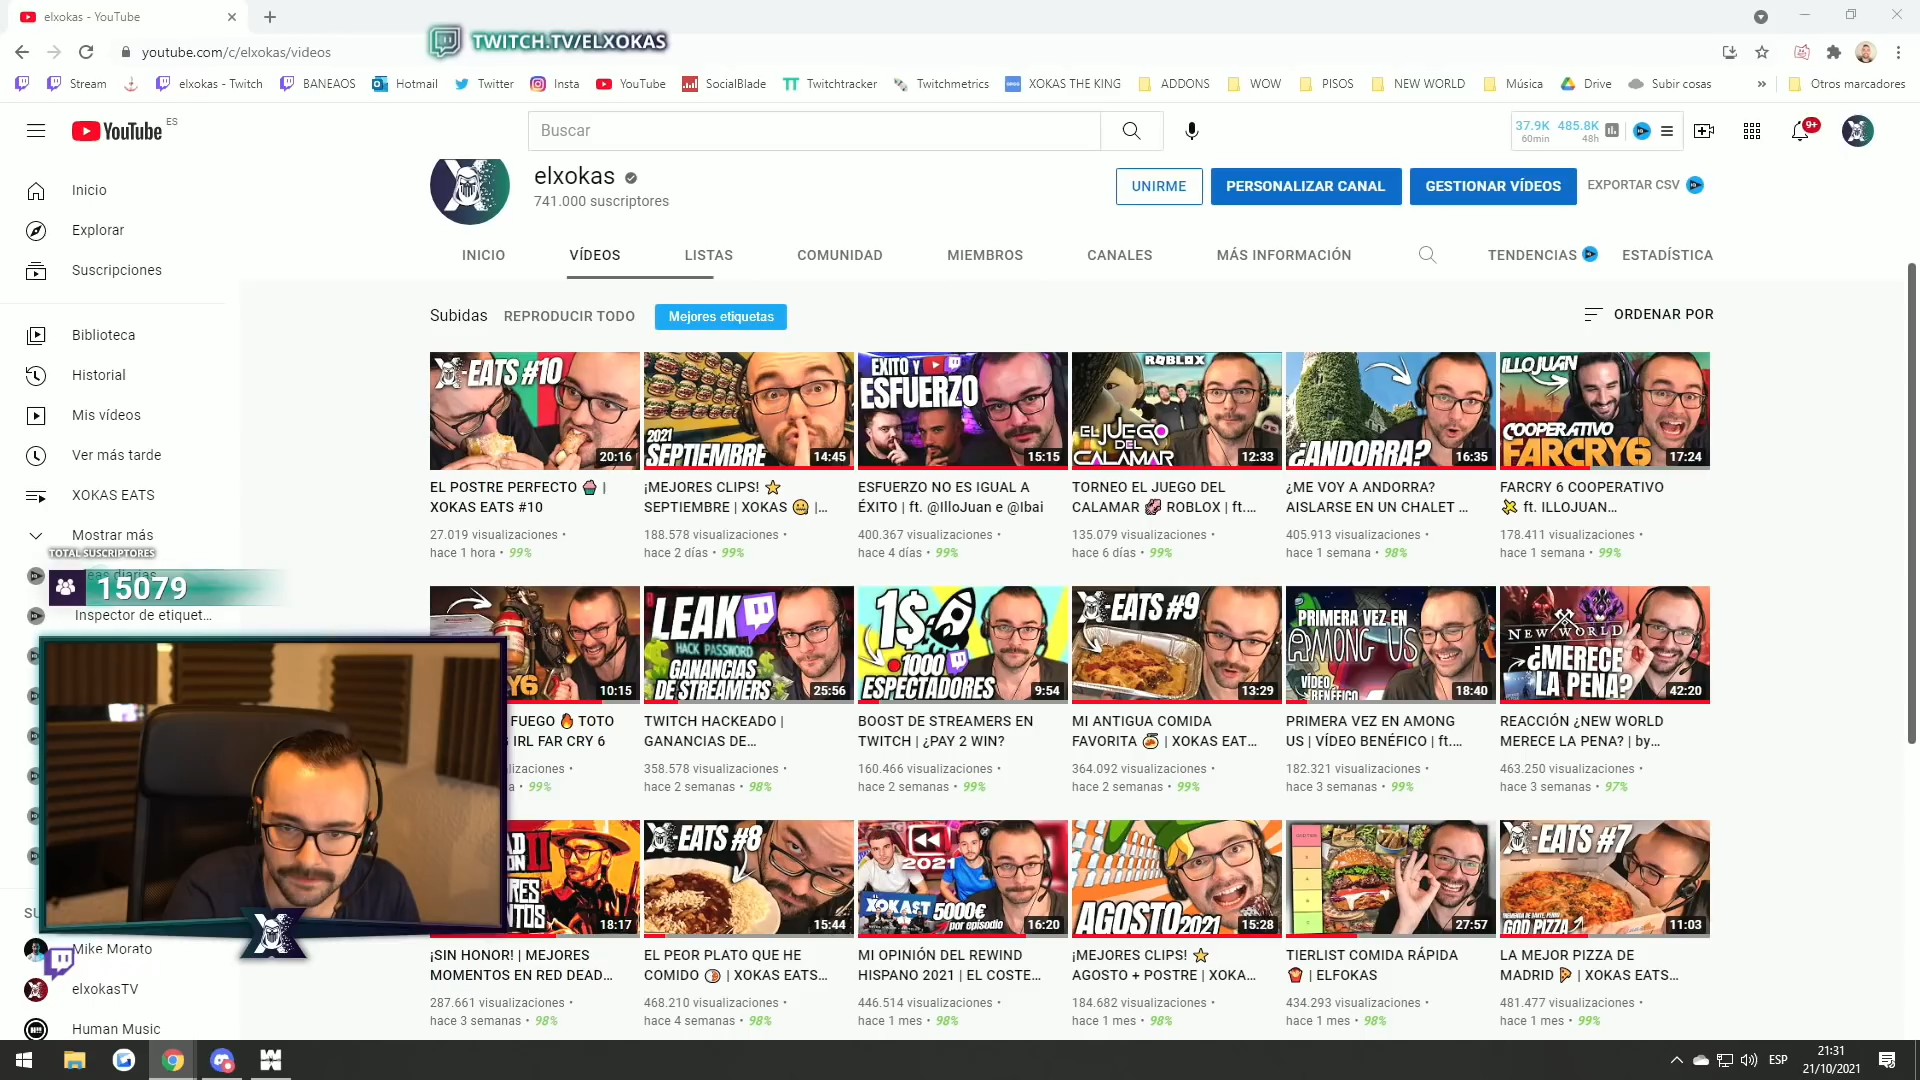 elxokas - YouTube
youtube.com/c/elxokas/videos
TWITCH.TV/ELXOKAS
Stream
elxokas - Twitch
BANEAOS
Hotmail
Twitter
Insta
YouTube
SocialBlade
Twitchtracker
Twitchmetrics
XOKAS THE KING
ADDONS
WOW
PISOS
NEW WORLD
Música
Drive
Subir cosas
Otros marcadores
YouTube ES
Buscar
37.9K 485.8K
60min 48h
9+
Inicio
Explorar
Suscripciones
Biblioteca
Historial
Mis vídeos
Ver más tarde
XOKAS EATS
Mostrar más
TOTAL SUSCRIPTORES
15079
Inspector de etiquet...
Mike Morato
elxokasTV
Human Music
elxokas
741.000 suscriptores
UNIRME
PERSONALIZAR CANAL
GESTIONAR VÍDEOS
EXPORTAR CSV
INICIO
VÍDEOS
LISTAS
COMUNIDAD
MIEMBROS
CANALES
MÁS INFORMACIÓN
TENDENCIAS
ESTADÍSTICA
Subidas
REPRODUCIR TODO
Mejores etiquetas
ORDENAR POR
X-EATS #10
20:16
EL POSTRE PERFECTO 🧁 |
XOKAS EATS #10
27.019 visualizaciones •
hace 1 hora • 99%
2021
SEPTIEMBRE
14:45
¡MEJORES CLIPS! ⭐
SEPTIEMBRE | XOKAS 🤐 |...
188.578 visualizaciones •
hace 2 días • 99%
EXITO Y
ESFUERZO
15:15
ESFUERZO NO ES IGUAL A
ÉXITO | ft. @IlloJuan e @Ibai
400.367 visualizaciones •
hace 4 días • 99%
ROBLOX
EL JUEGO
DEL
CALAMAR
12:33
TORNEO EL JUEGO DEL
CALAMAR 🦑 ROBLOX | ft....
135.079 visualizaciones •
hace 6 días • 99%
¿ANDORRA?
16:35
¿ME VOY A ANDORRA?
AISLARSE EN UN CHALET ...
405.913 visualizaciones •
hace 1 semana • 98%
ILLOJUAN
COOPERATIVO
FARCRY6
17:24
FARCRY 6 COOPERATIVO
ft. ILLOJUAN...
178.411 visualizaciones •
hace 1 semana • 99%
Y6
10:15
FUEGO 🔥 TOTO
IRL FAR CRY 6
99%
LEAK
HACK PASSWORD
GANANCIAS
DE STREAMERS
25:56
TWITCH HACKEADO |
GANANCIAS DE...
358.578 visualizaciones •
hace 2 semanas • 98%
1$
1000
ESPECTADORES
9:54
BOOST DE STREAMERS EN
TWITCH | ¿PAY 2 WIN?
160.466 visualizaciones •
hace 2 semanas • 99%
X-EATS #9
13:29
MI ANTIGUA COMIDA
FAVORITA 🍲 | XOKAS EAT...
364.092 visualizaciones •
hace 2 semanas • 99%
PRIMERA VEZ EN
AMONG US
VÍDEO
BENÉFICO
18:40
PRIMERA VEZ EN AMONG
US | VÍDEO BENÉFICO | ft....
182.321 visualizaciones •
hace 3 semanas • 99%
NEW WORLD
¿MERECE
LA PENA?
42:20
REACCIÓN ¿NEW WORLD
MERECE LA PENA? | by...
463.250 visualizaciones •
hace 3 semanas • 97%
18:17
¡SIN HONOR! | MEJORES
MOMENTOS EN RED DEAD...
287.661 visualizaciones •
hace 3 semanas • 98%
X-EATS #8
15:44
EL PEOR PLATO QUE HE
COMIDO | XOKAS EATS...
468.210 visualizaciones •
hace 4 semanas • 98%
2021
XOKAST
5000€
por episodio
16:20
MI OPINIÓN DEL REWIND
HISPANO 2021 | EL COSTE...
446.514 visualizaciones •
hace 1 mes • 98%
AGOSTO 2021
15:28
¡MEJORES CLIPS! ⭐
AGOSTO + POSTRE | XOKA...
184.682 visualizaciones •
hace 1 mes • 98%
27:57
TIERLIST COMIDA RÁPIDA
🍟 | ELFOKAS
434.293 visualizaciones •
hace 1 mes • 98%
X-EATS #7
GOD PIZZA
11:03
LA MEJOR PIZZA DE
MADRID 🍕 | XOKAS EATS...
481.477 visualizaciones •
hace 1 mes • 99%
ESP
21:31
21/10/2021